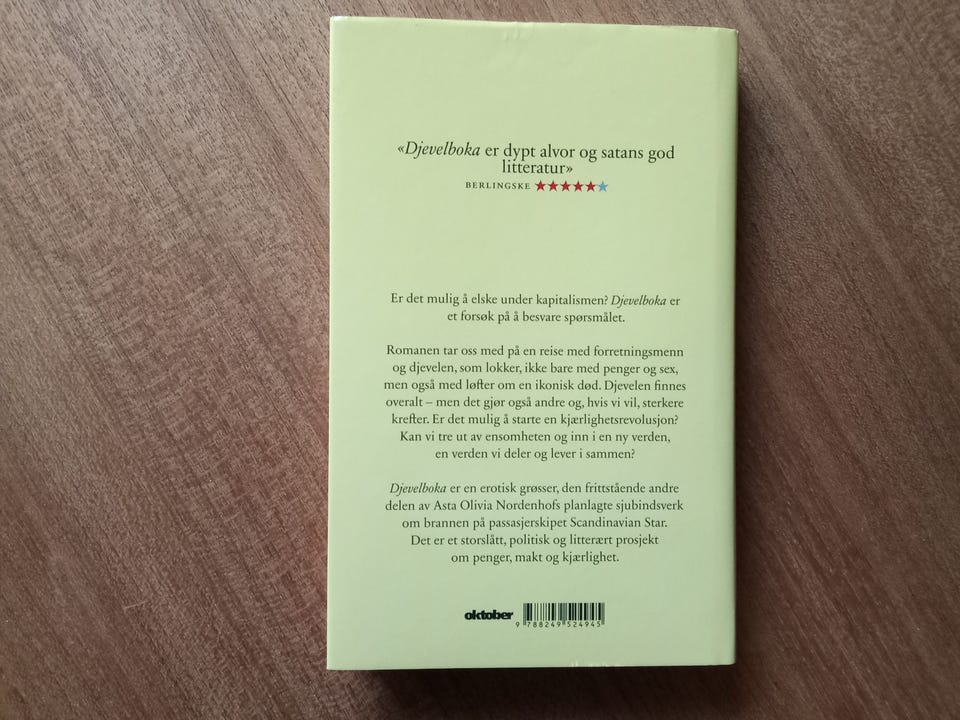 «Djevelboka er dypt alvor og satans god
litteratur»
BERLINGSKE ★★★★★★
Er det mulig å elske under kapitalismen? Djevelboka er
et forsøk på å besvare spørsmålet.
Romanen tar oss med på en reise med forretningsmenn
og djevelen, som lokker, ikke bare med penger og sex,
men også med løfter om en ikonisk død. Djevelen finnes
overalt – men det gjør også andre og, hvis vi vil, sterkere
krefter. Er det mulig å starte en kjærlighetsrevolusjon?
Kan vi tre ut av ensomheten og inn i en ny verden,
en verden vi deler og lever i sammen?
Djevelboka er en erotisk grøsser, den frittstående andre
delen av Asta Olivia Nordenhofs planlagte sjubindsverk
om brannen på passasjerskipet Scandinavian Star.
Det er et storslått, politisk og litterært prosjekt
om penger, makt og kjærlighet.
oktober
9 788249 524945